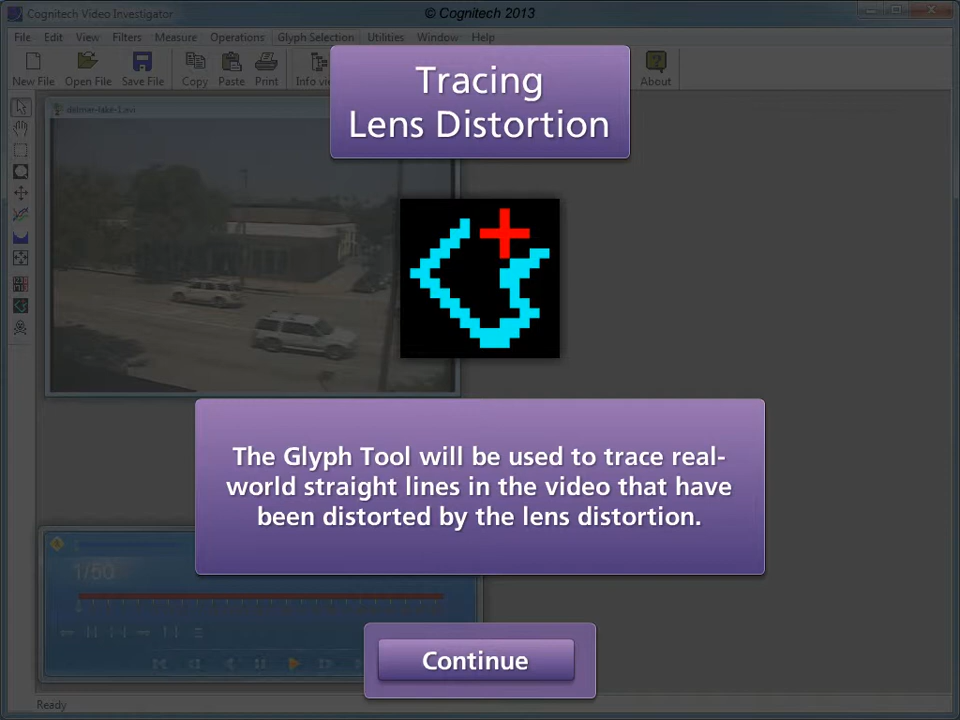 Cognitech Video Investigator
© Cognitech 2013
File Edit View Filters Measure Operations Glyph Selection Utilities Window Help
New File Open File Save File Copy Paste Print Info vi About
Tracing
Lens Distortion
The Glyph Tool will be used to trace real-
world straight lines in the video that have
been distorted by the lens distortion.
1/50
Continue
Ready